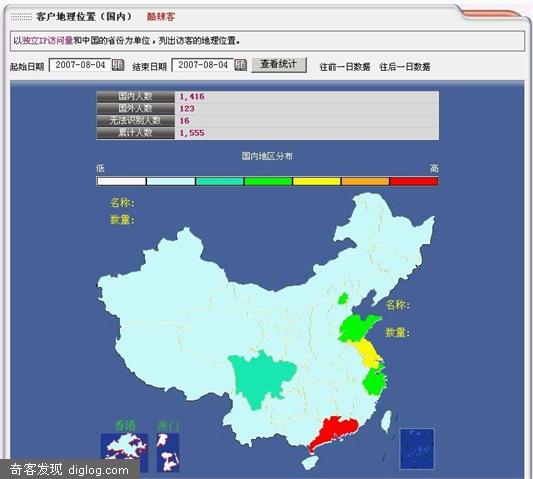 客户地理位置（国内） 酷辣客
以独立IP访问量和中国的省份为单位，列出访客的地理位置。
起始日期 2007-08-04 结束日期 2007-08-04 查看统计 往前一日数据 往后一日数据
国内人数 1,416
国外人数 123
无法识别人数 16
累计人数 1,555
国内地区分布
低 高
名称:
数量:
名称:
数量:
香港 澳门
奇客发现 diglog.com